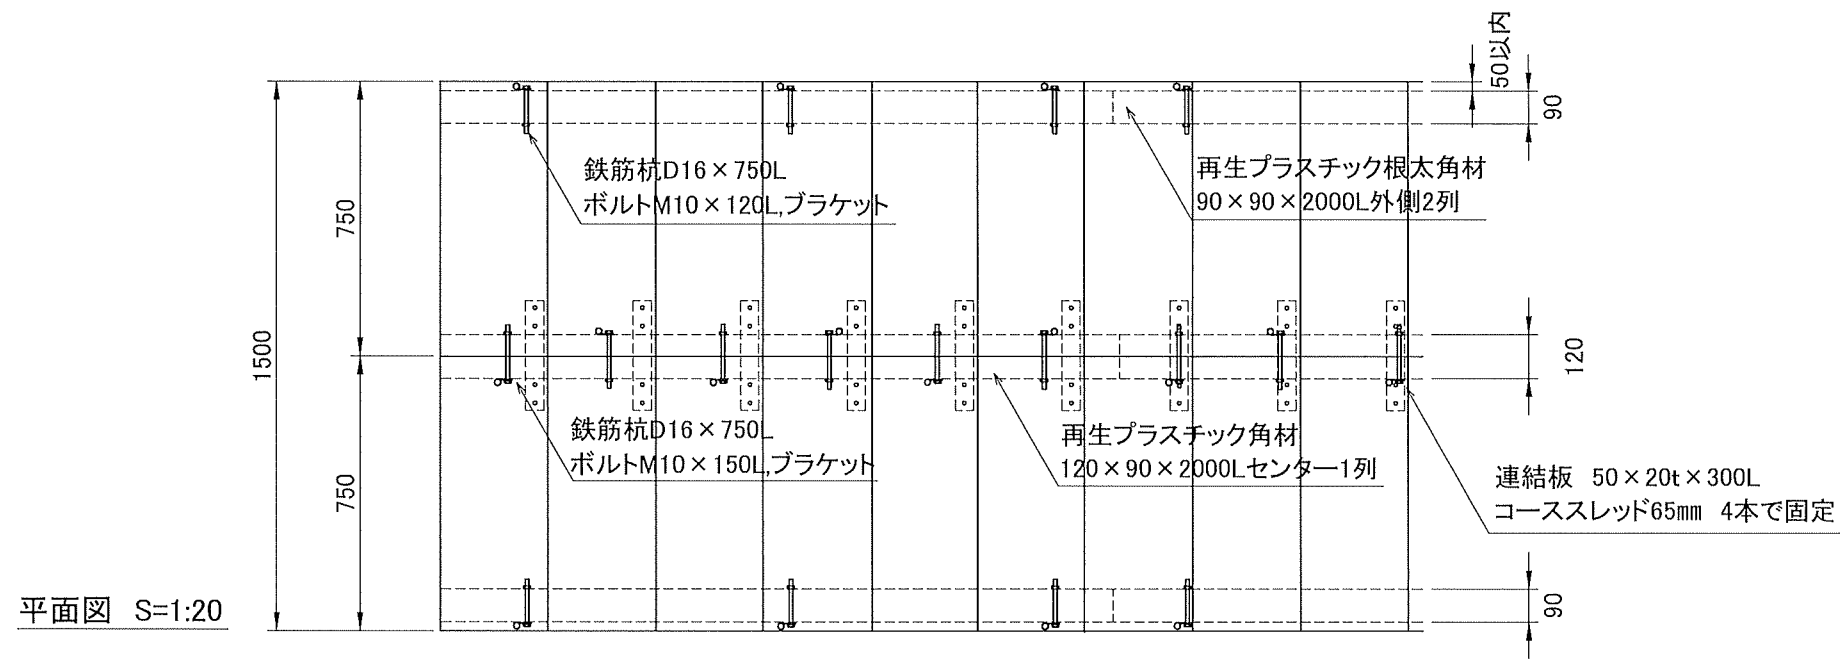 50以内
90
鉄筋杭D16×750L
ボルトM10×120L,ブラケット
再生プラスチック根太角材
90×90×2000L外側2列
750
1500
120
鉄筋杭D16×750L
ボルトM10×150L,ブラケット
再生プラスチック角材
120×90×2000Lセンター1列
連結板 50×20t×300L
コーススレッド65mm 4本で固定
750
90
平面図 S=1:20